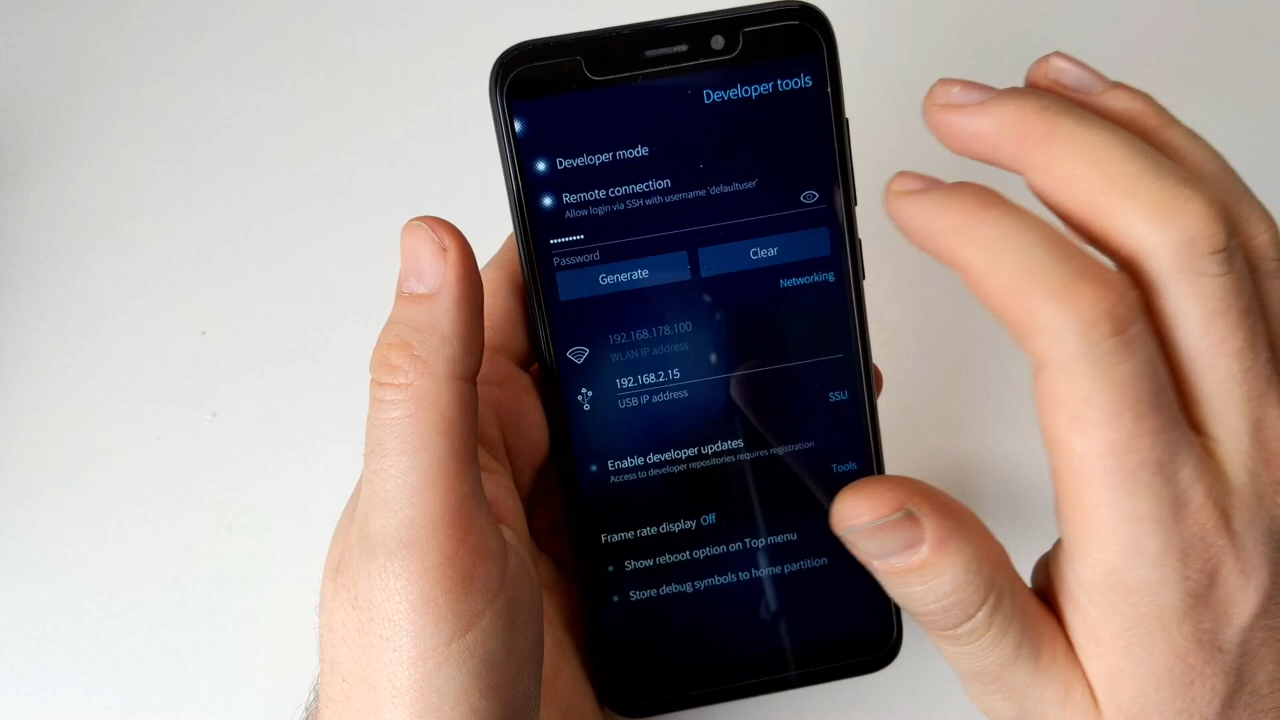 Developer tools
Developer mode
Remote connection
Allow login via SSH with username 'defaultuser'
•••••••••
Password
Generate
Clear
Networking
192.168.178.100
WLAN IP address
192.168.2.15
USB IP address
SSU
Enable developer updates
Access to developer repositories requires registration
Tools
Frame rate display Off
Show reboot option on Top menu
Store debug symbols to home partition